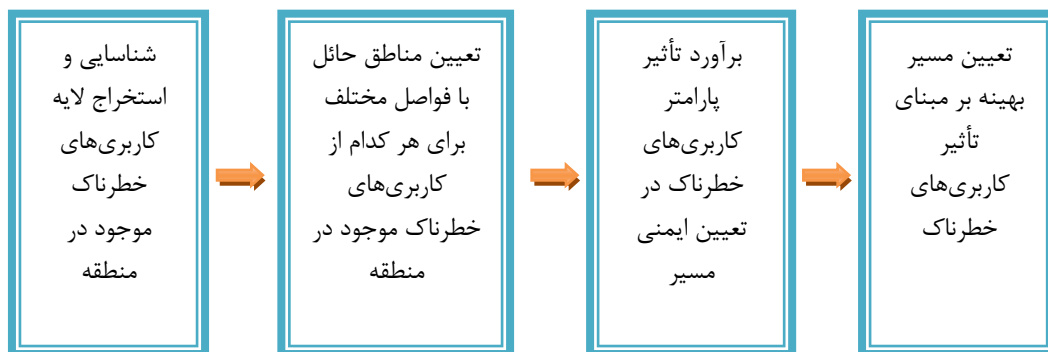 شناسایی و
استخراج لایه
کاربری‌های
خطرناک
موجود در
منطقه
تعیین مناطق حائل
با فواصل مختلف
برای هر کدام از
کاربری‌های
خطرناک موجود در
منطقه
برآورد تأثیر
پارامتر
کاربری‌های
خطرناک در
تعیین ایمنی
مسیر
تعیین مسیر
بهینه بر مبنای
تأثیر
کاربری‌های
خطرناک